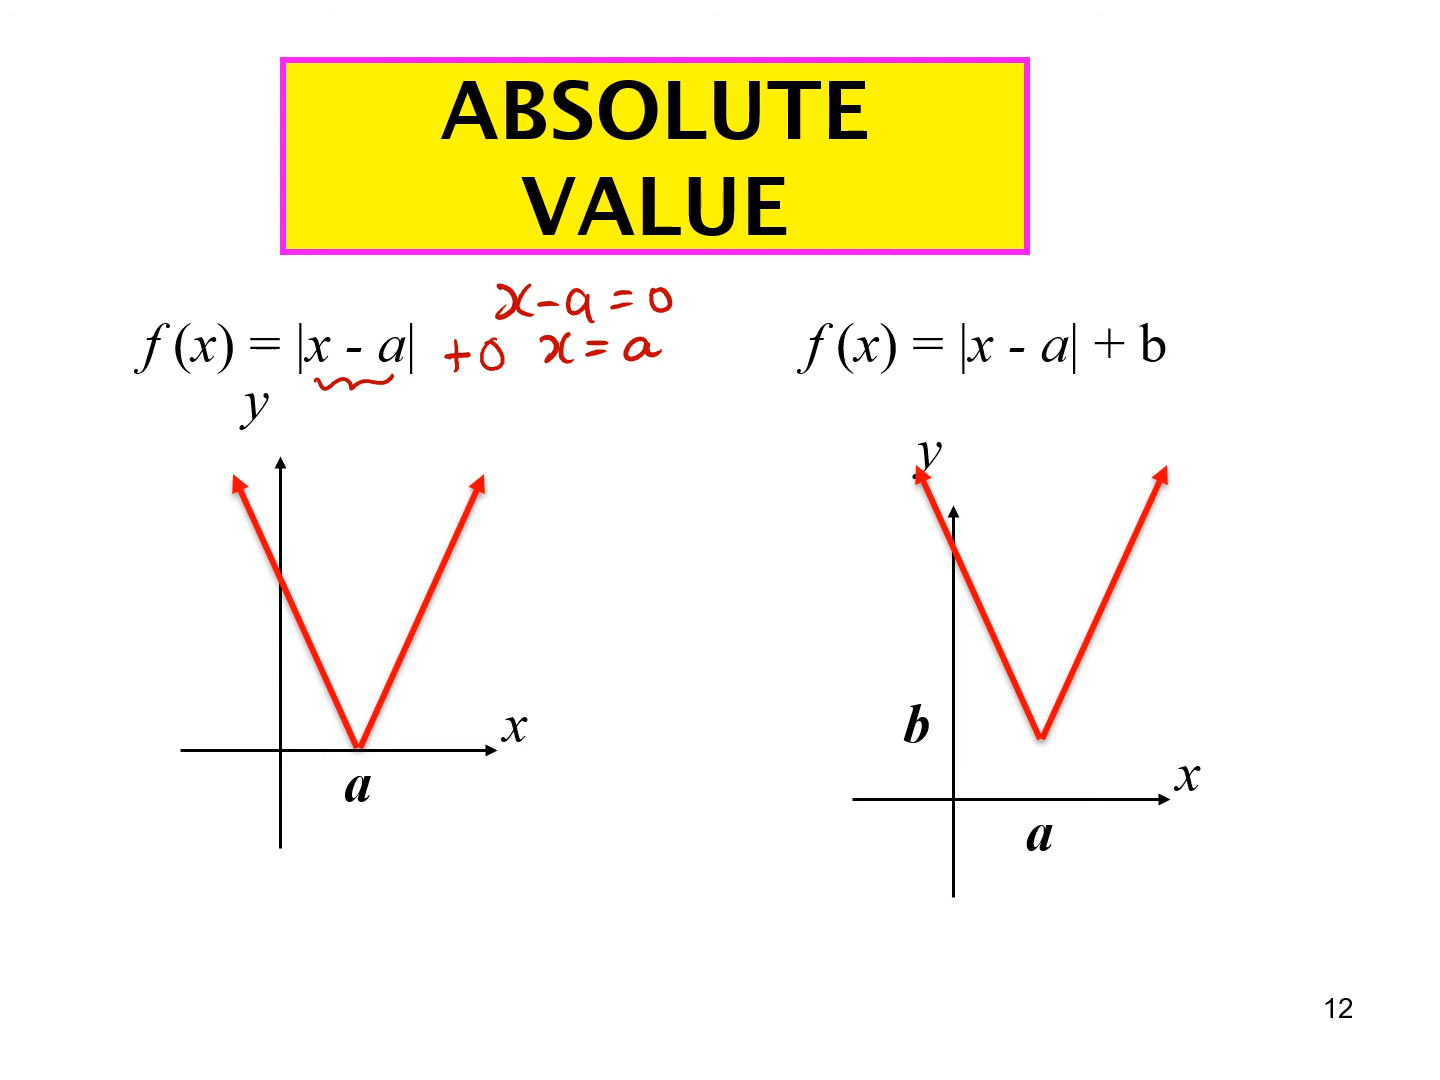 ABSOLUTE
VALUE
x-a=0
f (x) = |x - a| +0 x=a
f (x) = |x - a| + b
y
y
x
a
b
x
a
12